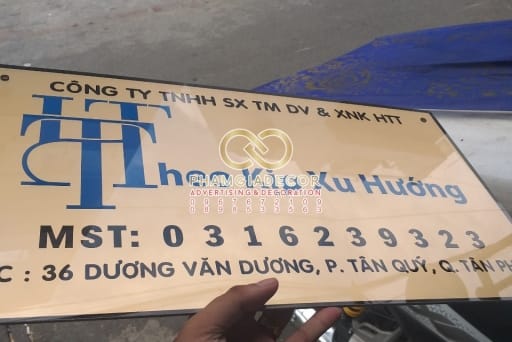 CÔNG TY TNHH SX TM DV & XNK HTT
HTT
PHAMGIADECOR
ADVERTISING & DECORATION
Xu Hướng
MST: 0316239323
C : 36 DƯƠNG VĂN DƯƠNG, P. TÂN QUÝ, Q. TÂN PH